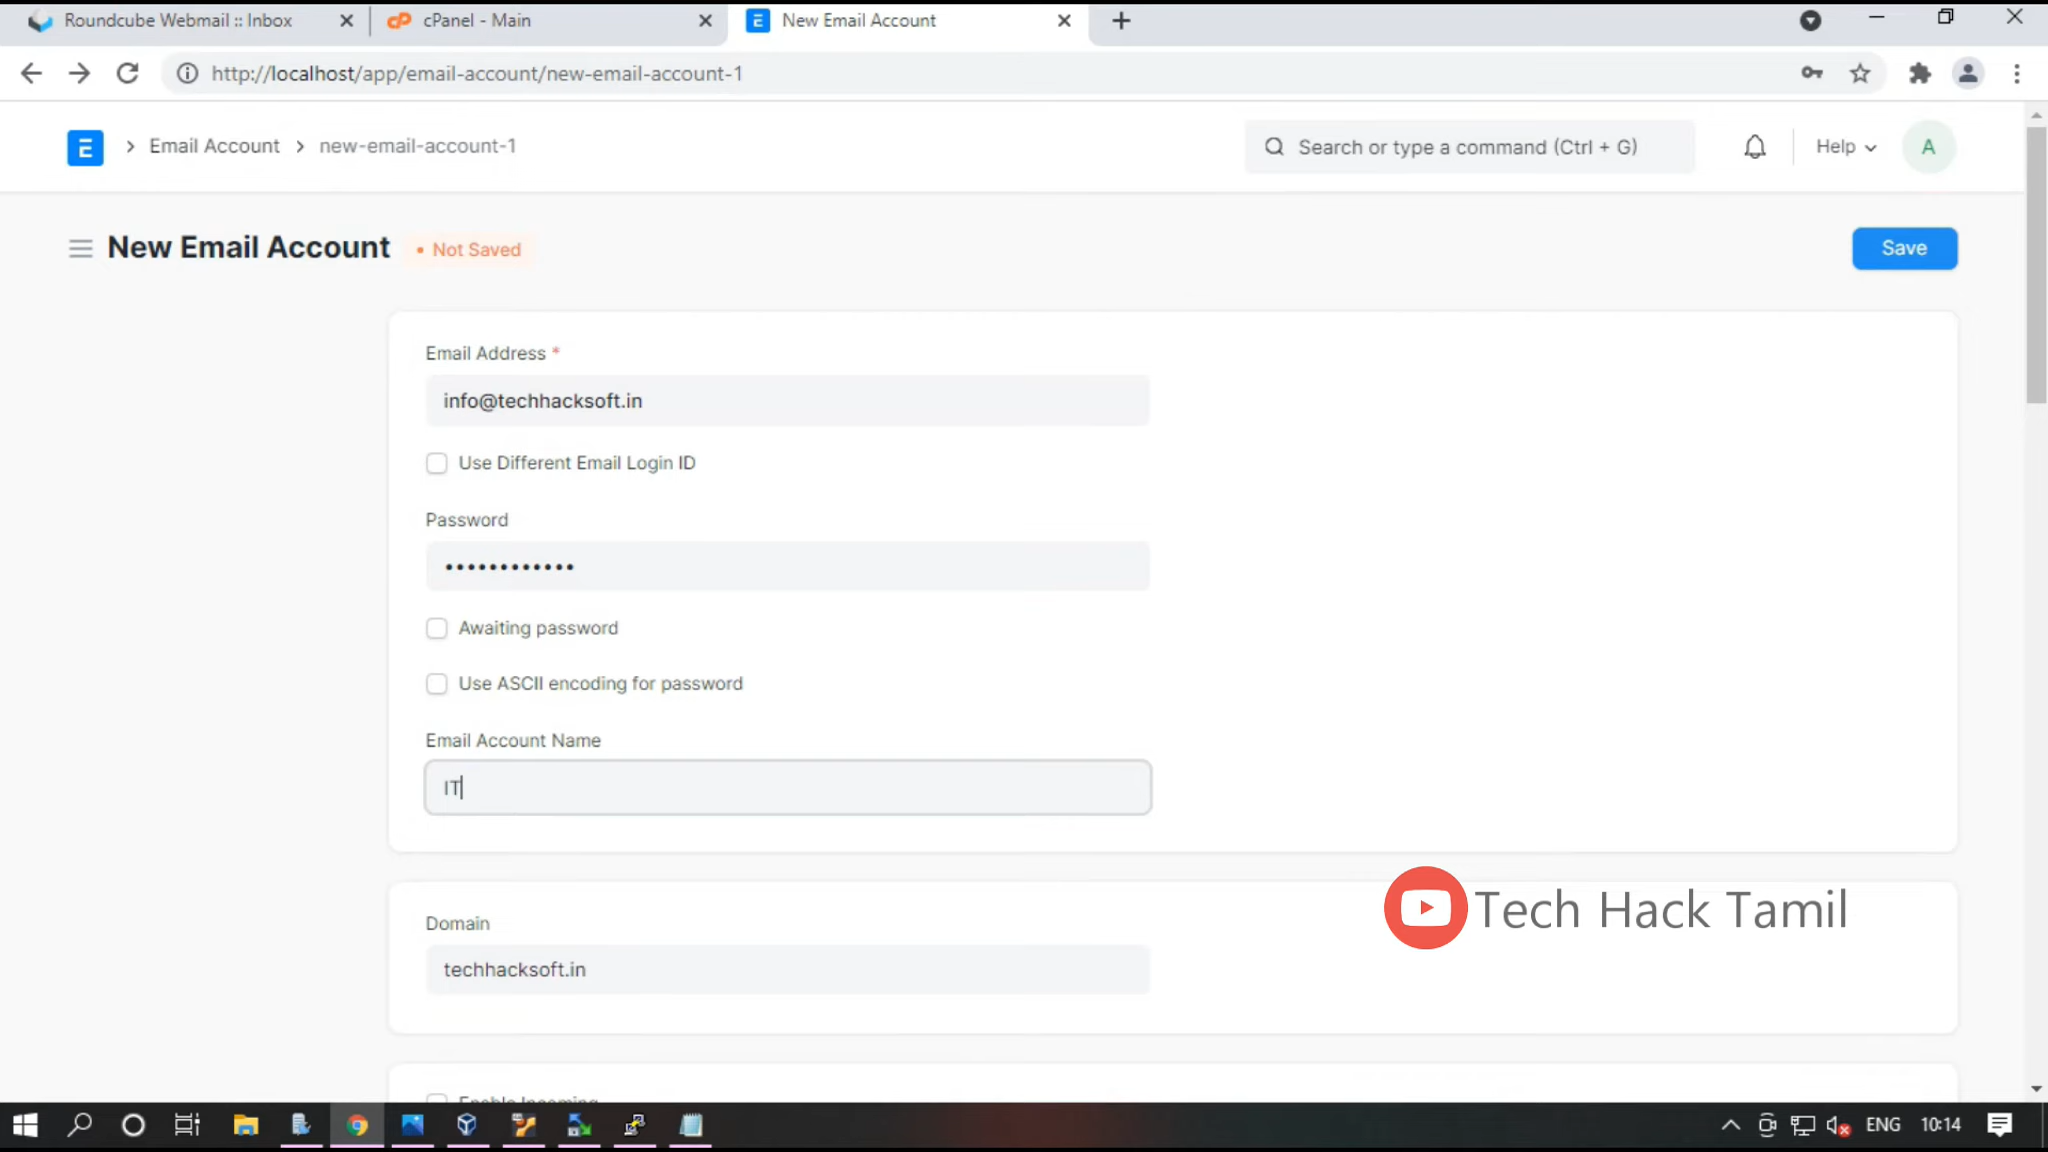 Roundcube Webmail :: Inbox
cPanel - Main
New Email Account
http://localhost/app/email-account/new-email-account-1
E
Email Account
new-email-account-1
Search or type a command (Ctrl + G)
Help
A
New Email Account
• Not Saved
Save
Email Address *
info@techhacksoft.in
Use Different Email Login ID
Password
••••••••••••
Awaiting password
Use ASCII encoding for password
Email Account Name
IT
Tech Hack Tamil
Domain
techhacksoft.in
Enable Incoming
ENG
10:14